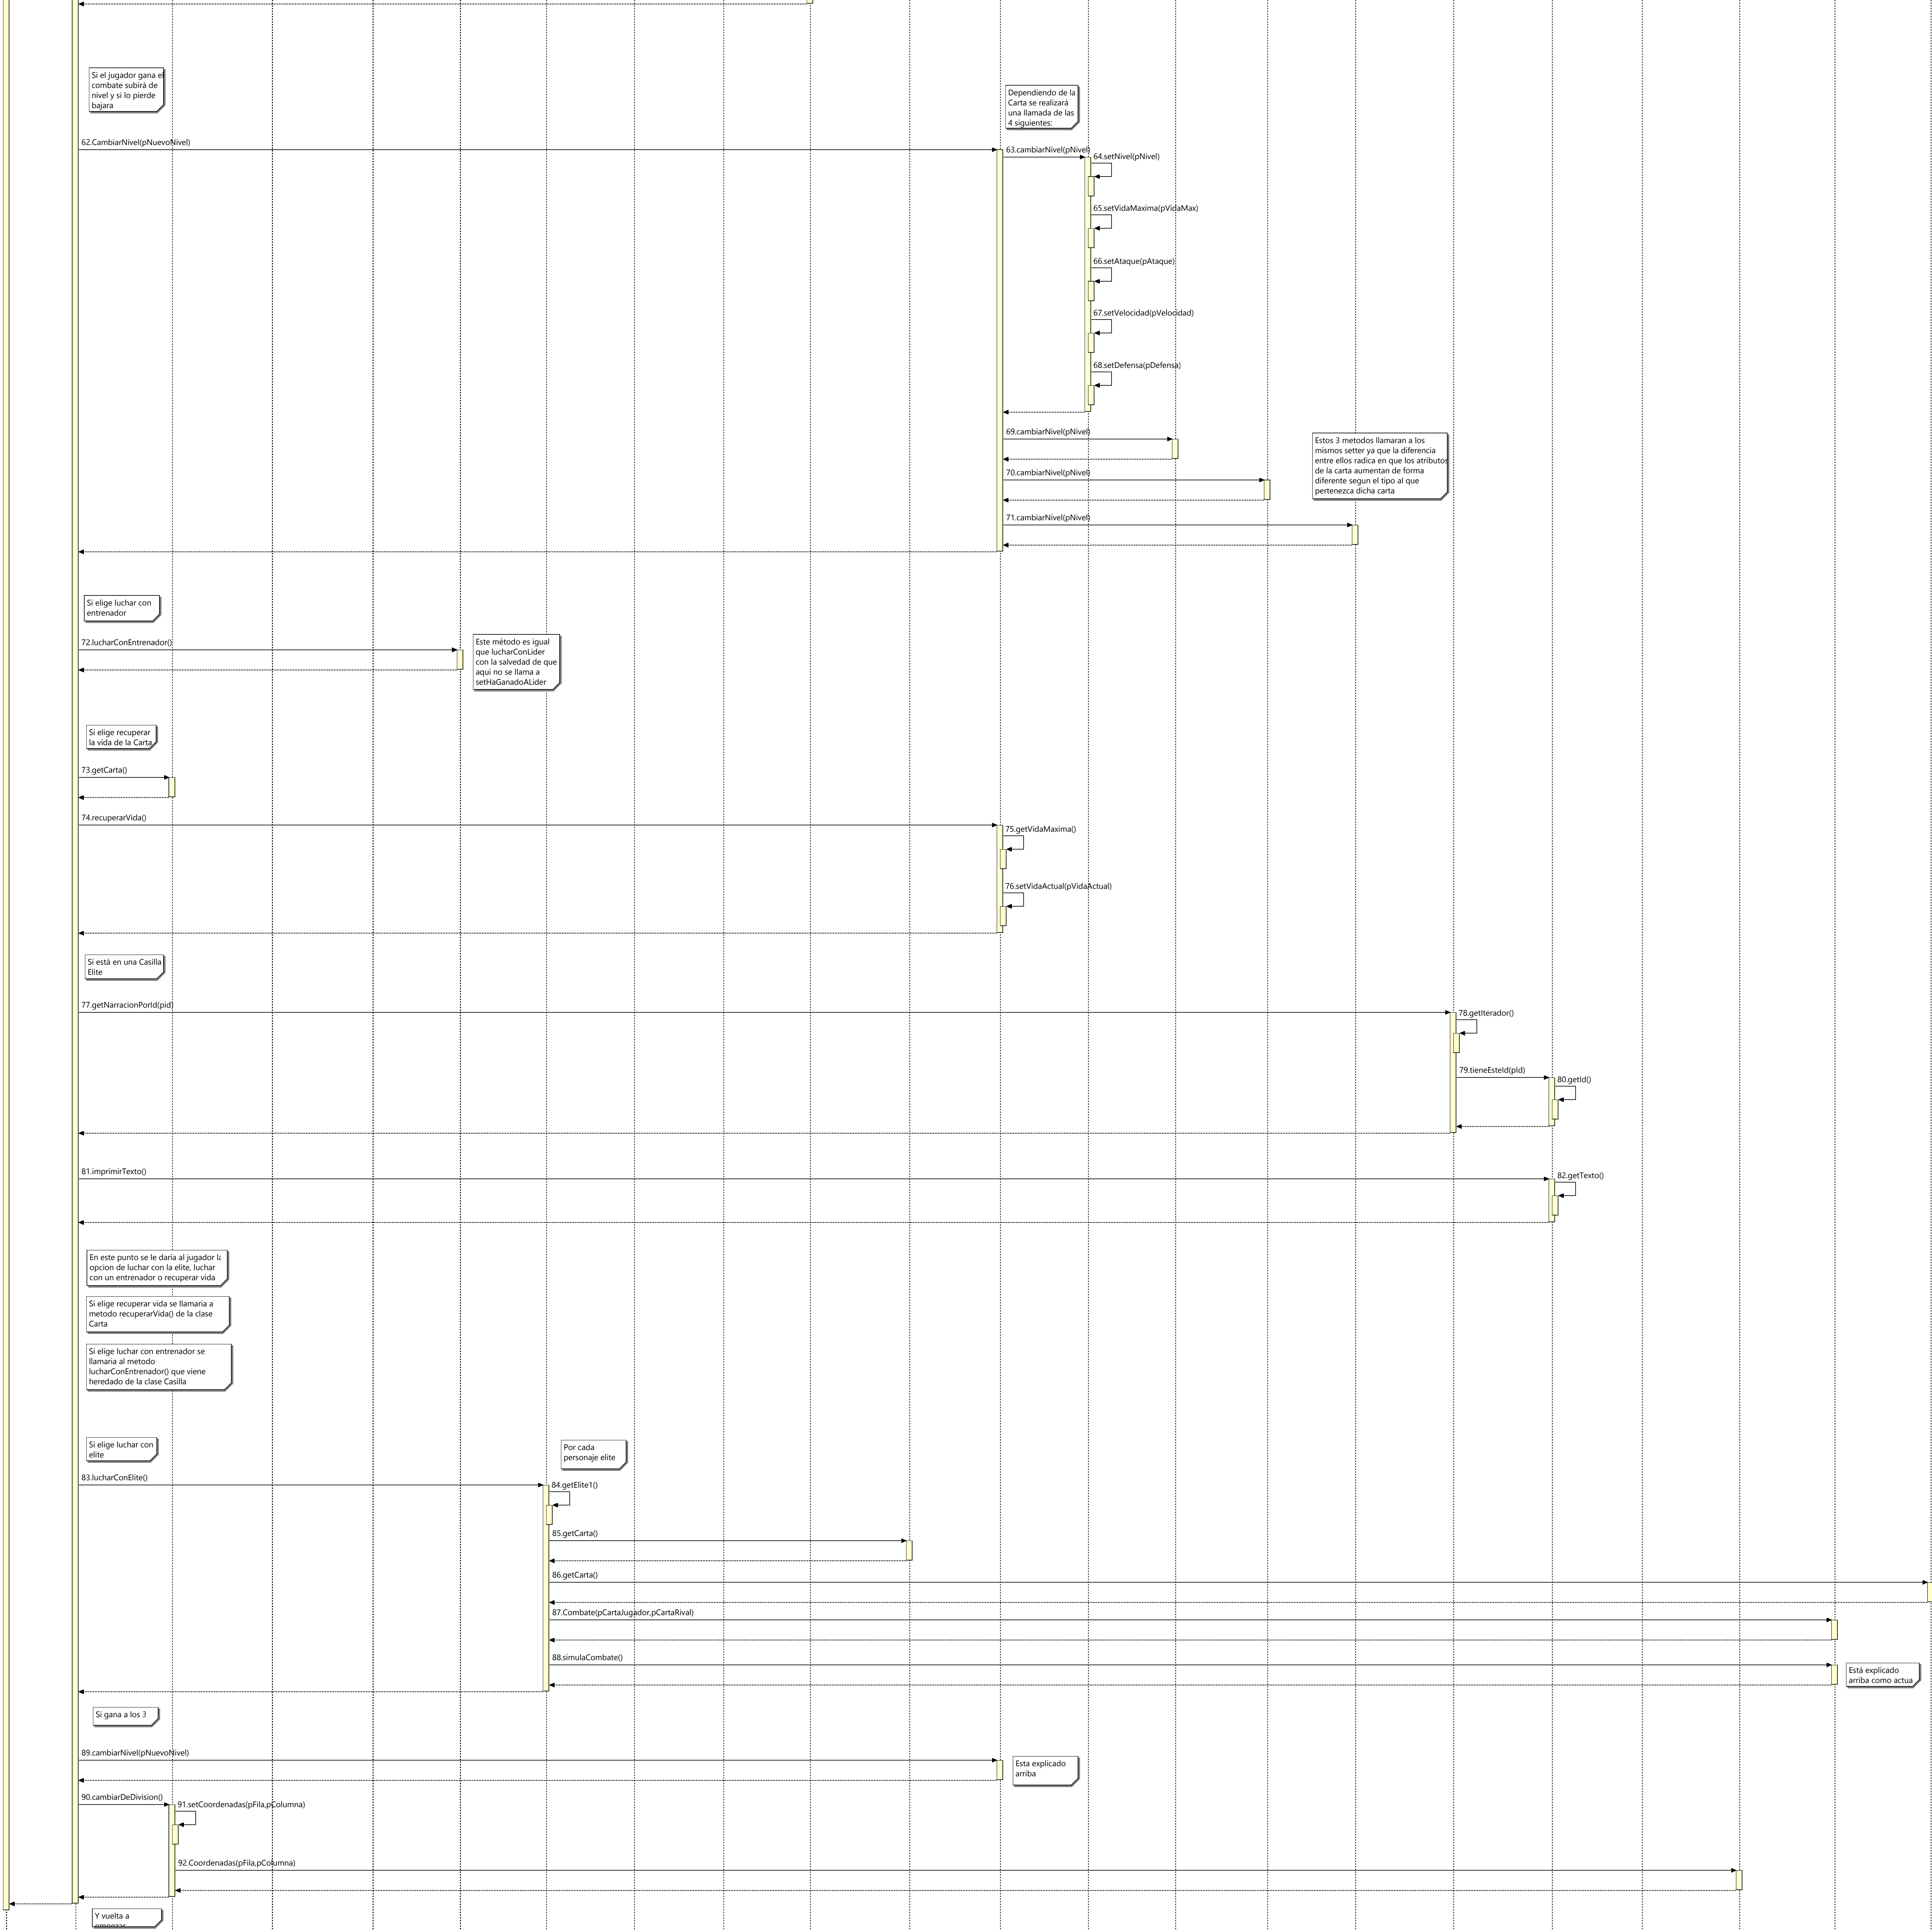 Si el jugador gana el
combate subirá de
nivel y si lo pierde
bajara
Dependiendo de la
Carta se realizará
una llamada de las
4 siguientes:
62.CambiarNivel(pNuevoNivel)
63.cambiarNivel(pNivel)
64.setNivel(pNivel)
65.setVidaMaxima(pVidaMax)
66.setAtaque(pAtaque)
67.setVelocidad(pVelocidad)
68.setDefensa(pDefensa)
69.cambiarNivel(pNivel)
Estos 3 metodos llamaran a los
mismos setter ya que la diferencia
entre ellos radica en que los atributos
de la carta aumentan de forma
diferente segun el tipo al que
pertenezca dicha carta
70.cambiarNivel(pNivel)
71.cambiarNivel(pNivel)
Si elige luchar con
entrenador
72.lucharConEntrenador()
Este método es igual
que lucharConLider
con la salvedad de que
aqui no se llama a
setHaGanadoALider
Si elige recuperar
la vida de la Carta
73.getCarta()
74.recuperarVida()
75.getVidaMaxima()
76.setVidaActual(pVidaActual)
Si está en una Casilla
Elite
77.getNarracionPorId(pid)
78.getIterador()
79.tieneEsteId(pId)
80.getId()
81.imprimirTexto()
82.getTexto()
En este punto se le daria al jugador la
opcion de luchar con la elite, luchar
con un entrenador o recuperar vida
Si elige recuperar vida se llamaria a
metodo recuperarVida() de la clase
Carta
Si elige luchar con entrenador se
llamaria al metodo
lucharConEntrenador() que viene
heredado de la clase Casilla
Si elige luchar con
elite
Por cada
personaje elite
83.lucharConElite()
84.getElite1()
85.getCarta()
86.getCarta()
87.Combate(pCartaJugador,pCartaRival)
88.simulaCombate()
Está explicado
arriba como actua
Si gana a los 3
89.cambiarNivel(pNuevoNivel)
Esta explicado
arriba
90.cambiarDeDivision()
91.setCoordenadas(pFila,pColumna)
92.Coordenadas(pFila,pColumna)
Y vuelta a
empezar